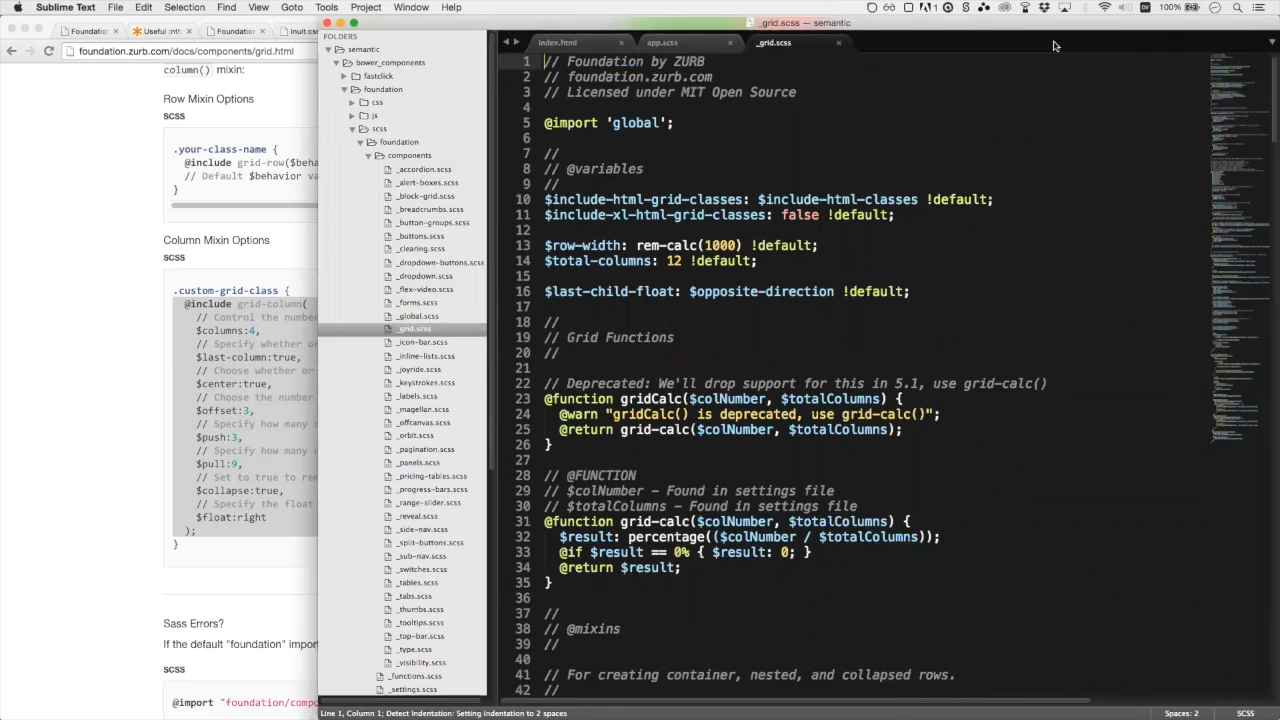 Sublime Text File Edit Selection Find View Goto Tools Project Window Help
100%
_grid.scss — semantic
Foundation
Useful :nth
Foundation
Inuit.css
foundation.zurb.com/docs/components/grid.html
column() mixin:
Row Mixin Options
SCSS
.your-class-name {
@include grid-row($beha
// Default $behavior va
}
Column Mixin Options
SCSS
.custom-grid-class {
@include grid-column(
// Control the number
$columns:4,
// Specify whether or
$last-column:true,
// Choose whether or
$center:true,
// Choose the number
$offset:3,
// Specify how many c
$push:3,
// Specify how many c
$pull:9,
// Set to true to rem
$collapse:true,
// Specify the float
$float:right
);
}
Sass Errors?
If the default "foundation" import
SCSS
@import "foundation/compo
FOLDERS
semantic
bower_components
fastclick
foundation
css
js
scss
foundation
components
_accordion.scss
_alert-boxes.scss
_block-grid.scss
_breadcrumbs.scss
_button-groups.scss
_buttons.scss
_clearing.scss
_dropdown-buttons.scss
_dropdown.scss
_flex-video.scss
_forms.scss
_global.scss
_grid.scss
_icon-bar.scss
_inline-lists.scss
_joyride.scss
_keystrokes.scss
_labels.scss
_magellan.scss
_offcanvas.scss
_orbit.scss
_pagination.scss
_panels.scss
_pricing-tables.scss
_progress-bars.scss
_range-slider.scss
_reveal.scss
_side-nav.scss
_split-buttons.scss
_sub-nav.scss
_switches.scss
_tables.scss
_tabs.scss
_thumbs.scss
_tooltips.scss
_top-bar.scss
_type.scss
_visibility.scss
_functions.scss
_settings.scss
index.html
app.scss
_grid.scss
1 // Foundation by ZURB
2 // foundation.zurb.com
3 // Licensed under MIT Open Source
4
5 @import 'global';
6
7 //
8 // @variables
9 //
10 $include-html-grid-classes: $include-html-classes !default;
11 $include-xl-html-grid-classes: false !default;
12
13 $row-width: rem-calc(1000) !default;
14 $total-columns: 12 !default;
15
16 $last-child-float: $opposite-direction !default;
17
18 //
19 // Grid Functions
20 //
21
22 // Deprecated: We'll drop support for this in 5.1, use grid-calc()
23 @function gridCalc($colNumber, $totalColumns) {
24 @warn "gridCalc() is deprecated, use grid-calc()";
25 @return grid-calc($colNumber, $totalColumns);
26 }
27
28 // @FUNCTION
29 // $colNumber - Found in settings file
30 // $totalColumns - Found in settings file
31 @function grid-calc($colNumber, $totalColumns) {
32 $result: percentage(($colNumber / $totalColumns));
33 @if $result == 0% { $result: 0; }
34 @return $result;
35 }
36
37 //
38 // @mixins
39 //
40
41 // For creating container, nested, and collapsed rows.
42 //
Line 1, Column 1; Detect Indentation: Setting indentation to 2 spaces
Spaces: 2
SCSS